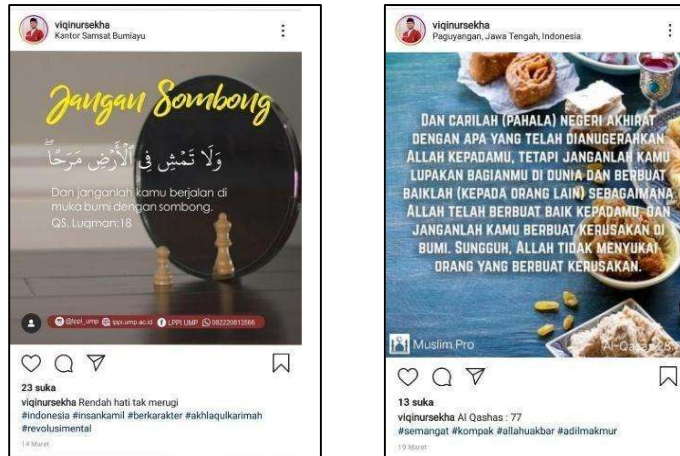 viqinursekha
Kantor Samsat Bumiayu
Jangan Sombong
وَلَا تَمْشِ فِي الْأَرْضِ مَرَحًا ۖ
Dan janganlah kamu berjalan di
muka bumi dengan sombong.
QS. Luqman:18
@lppi_ump lppi.ump.ac.id LPPI UMP 082220813566
23 suka
viqinursekha Rendah hati tak merugi
#indonesia #insankamil #berkarakter #akhlaqulkarimah
#revolusimental
14 Maret
viqinursekha
Paguyangan, Jawa Tengah, Indonesia
DAN CARILAH (PAHALA) NEGERI AKHIRAT
DENGAN APA YANG TELAH DIANUGERAHKAN
ALLAH KEPADAMU, TETAPI JANGANLAH KAMU
LUPAKAN BAGIANMU DI DUNIA DAN BERBUAT
BAIKLAH (KEPADA ORANG LAIN) SEBAGAIMANA
ALLAH TELAH BERBUAT BAIK KEPADAMU, DAN
JANGANLAH KAMU BERBUAT KERUSAKAN DI
BUMI. SUNGGUH, ALLAH TIDAK MENYUKAI
ORANG YANG BERBUAT KERUSAKAN.
Muslim Pro
13 suka
viqinursekha Al Qashas : 77
#semangat #kompak #allahuakbar #adilmakmur
19 Maret